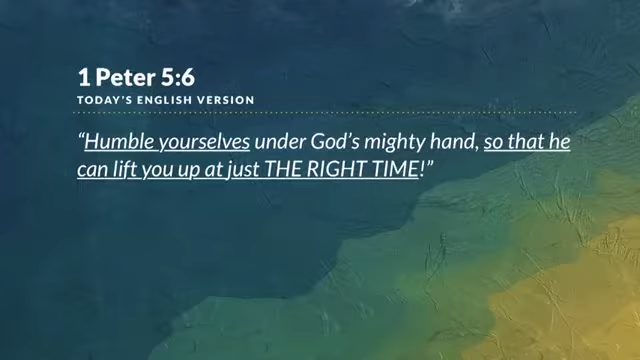 1 Peter 5:6
TODAY'S ENGLISH VERSION
“Humble yourselves under God’s mighty hand, so that he
can lift you up at just THE RIGHT TIME!”